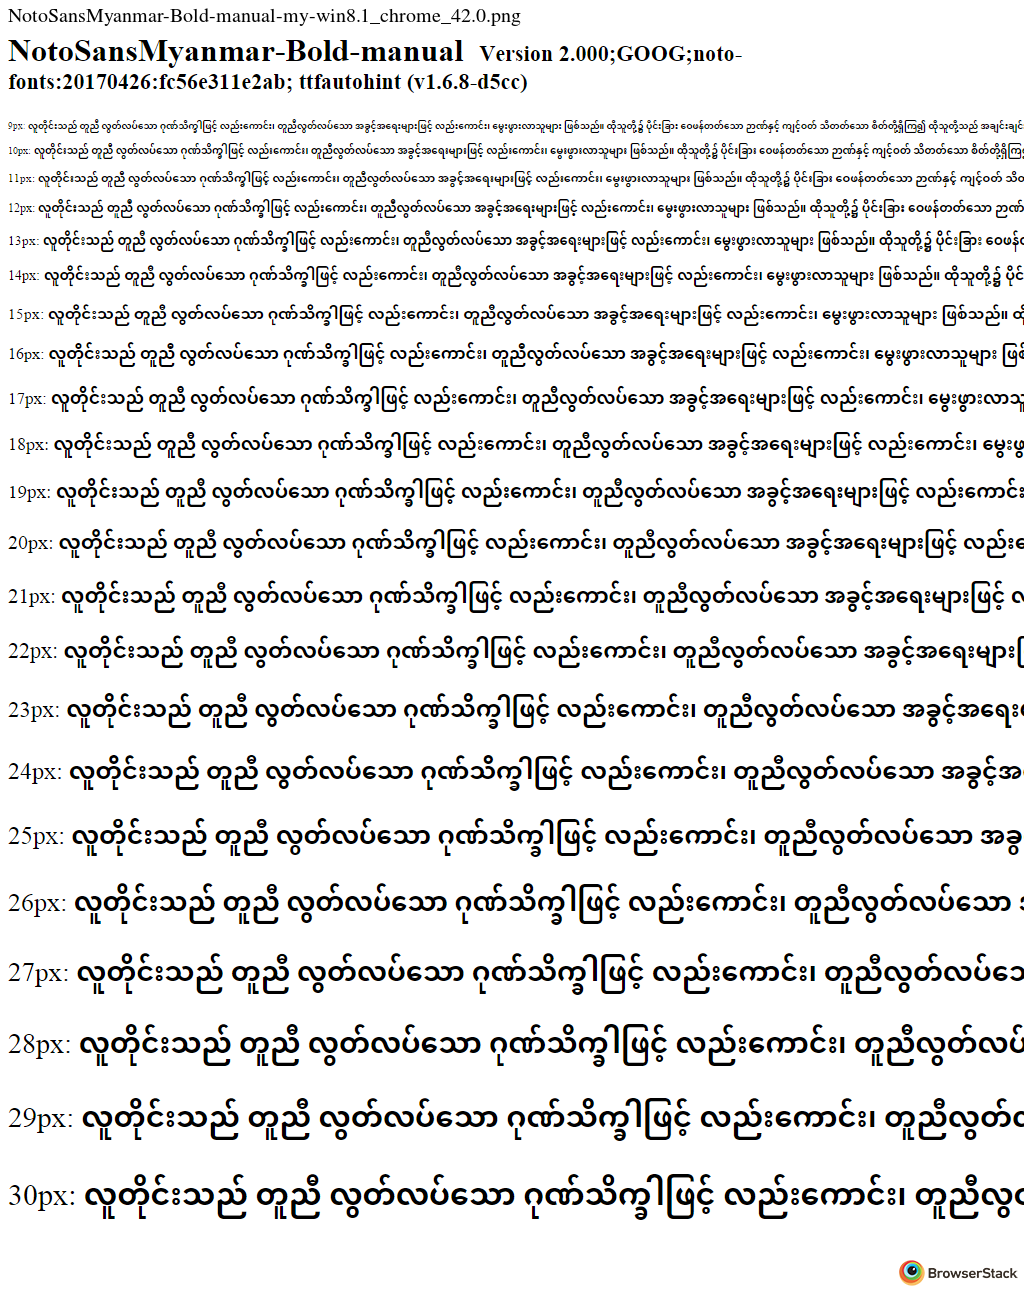 NotoSansMyanmar-Bold-manual-my-win8.1_chrome_42.0.png
NotoSansMyanmar-Bold-manual Version 2.000;GOOG;noto-
fonts:20170426:fc56e311e2ab; ttfautohint (v1.6.8-d5cc)
9px: လူတိုင်းသည် တူညီ လွတ်လပ်သော ဂုဏ်သိက္ခါဖြင့် လည်းကောင်း၊ တူညီလွတ်လပ်သော အခွင့်အရေးများဖြင့် လည်းကောင်း၊ မွေးဖွားလာသူများ ဖြစ်သည်။ ထိုသူတို့၌ ပိုင်းခြား ဝေဖန်တတ်သော ဉာဏ်နှင့် ကျင့်ဝတ် သိတတ်သော စိတ်တို့ရှိကြ၍ ထိုသူတို့သည် အချင်းချင်း
10px: လူတိုင်းသည် တူညီ လွတ်လပ်သော ဂုဏ်သိက္ခါဖြင့် လည်းကောင်း၊ တူညီလွတ်လပ်သော အခွင့်အရေးများဖြင့် လည်းကောင်း၊ မွေးဖွားလာသူများ ဖြစ်သည်။ ထိုသူတို့၌ ပိုင်းခြား ဝေဖန်တတ်သော ဉာဏ်နှင့် ကျင့်ဝတ် သိတတ်သော
11px: လူတိုင်းသည် တူညီ လွတ်လပ်သော ဂုဏ်သိက္ခါဖြင့် လည်းကောင်း၊ တူညီလွတ်လပ်သော အခွင့်အရေးများဖြင့် လည်းကောင်း၊ မွေးဖွားလာသူများ ဖြစ်သည်။ ထိုသူတို့၌ ပိုင်းခြား ဝေဖန်တတ်သော ဉာဏ်နှင့် ကျင့်ဝတ်
12px: လူတိုင်းသည် တူညီ လွတ်လပ်သော ဂုဏ်သိက္ခါဖြင့် လည်းကောင်း၊ တူညီလွတ်လပ်သော အခွင့်အရေးများဖြင့် လည်းကောင်း၊ မွေးဖွားလာသူများ ဖြစ်သည်။ ထိုသူတို့၌ ပိုင်းခြား ဝေဖန်တတ်သော ဉာဏ်
13px: လူတိုင်းသည် တူညီ လွတ်လပ်သော ဂုဏ်သိက္ခါဖြင့် လည်းကောင်း၊ တူညီလွတ်လပ်သော အခွင့်အရေးများဖြင့် လည်းကောင်း၊ မွေးဖွားလာသူများ ဖြစ်သည်။ ထိုသူတို့၌ ပိုင်းခြား ဝေဖန်
14px: လူတိုင်းသည် တူညီ လွတ်လပ်သော ဂုဏ်သိက္ခါဖြင့် လည်းကောင်း၊ တူညီလွတ်လပ်သော အခွင့်အရေးများဖြင့် လည်းကောင်း၊ မွေးဖွားလာသူများ ဖြစ်သည်။ ထိုသူတို့၌ ပိုင်း
15px: လူတိုင်းသည် တူညီ လွတ်လပ်သော ဂုဏ်သိက္ခါဖြင့် လည်းကောင်း၊ တူညီလွတ်လပ်သော အခွင့်အရေးများဖြင့် လည်းကောင်း၊ မွေးဖွားလာသူများ ဖြစ်သည်။ ထို
16px: လူတိုင်းသည် တူညီ လွတ်လပ်သော ဂုဏ်သိက္ခါဖြင့် လည်းကောင်း၊ တူညီလွတ်လပ်သော အခွင့်အရေးများဖြင့် လည်းကောင်း၊ မွေးဖွားလာသူများ ဖြစ်
17px: လူတိုင်းသည် တူညီ လွတ်လပ်သော ဂုဏ်သိက္ခါဖြင့် လည်းကောင်း၊ တူညီလွတ်လပ်သော အခွင့်အရေးများဖြင့် လည်းကောင်း၊ မွေးဖွားလာသူ
18px: လူတိုင်းသည် တူညီ လွတ်လပ်သော ဂုဏ်သိက္ခါဖြင့် လည်းကောင်း၊ တူညီလွတ်လပ်သော အခွင့်အရေးများဖြင့် လည်းကောင်း၊ မွေးဖွ
19px: လူတိုင်းသည် တူညီ လွတ်လပ်သော ဂုဏ်သိက္ခါဖြင့် လည်းကောင်း၊ တူညီလွတ်လပ်သော အခွင့်အရေးများဖြင့် လည်းကောင်း
20px: လူတိုင်းသည် တူညီ လွတ်လပ်သော ဂုဏ်သိက္ခါဖြင့် လည်းကောင်း၊ တူညီလွတ်လပ်သော အခွင့်အရေးများဖြင့် လည်းေ
21px: လူတိုင်းသည် တူညီ လွတ်လပ်သော ဂုဏ်သိက္ခါဖြင့် လည်းကောင်း၊ တူညီလွတ်လပ်သော အခွင့်အရေးများဖြင့် လ
22px: လူတိုင်းသည် တူညီ လွတ်လပ်သော ဂုဏ်သိက္ခါဖြင့် လည်းကောင်း၊ တူညီလွတ်လပ်သော အခွင့်အရေးများ
23px: လူတိုင်းသည် တူညီ လွတ်လပ်သော ဂုဏ်သိက္ခါဖြင့် လည်းကောင်း၊ တူညီလွတ်လပ်သော အခွင့်အရေး
24px: လူတိုင်းသည် တူညီ လွတ်လပ်သော ဂုဏ်သိက္ခါဖြင့် လည်းကောင်း၊ တူညီလွတ်လပ်သော အခွင့်အ
25px: လူတိုင်းသည် တူညီ လွတ်လပ်သော ဂုဏ်သိက္ခါဖြင့် လည်းကောင်း၊ တူညီလွတ်လပ်သော အခွ
26px: လူတိုင်းသည် တူညီ လွတ်လပ်သော ဂုဏ်သိက္ခါဖြင့် လည်းကောင်း၊ တူညီလွတ်လပ်သော
27px: လူတိုင်းသည် တူညီ လွတ်လပ်သော ဂုဏ်သိက္ခါဖြင့် လည်းကောင်း၊ တူညီလွတ်လပ်သေ
28px: လူတိုင်းသည် တူညီ လွတ်လပ်သော ဂုဏ်သိက္ခါဖြင့် လည်းကောင်း၊ တူညီလွတ်လပ်
29px: လူတိုင်းသည် တူညီ လွတ်လပ်သော ဂုဏ်သိက္ခါဖြင့် လည်းကောင်း၊ တူညီလွတ်လ
30px: လူတိုင်းသည် တူညီ လွတ်လပ်သော ဂုဏ်သိက္ခါဖြင့် လည်းကောင်း၊ တူညီလွတ်
BrowserStack